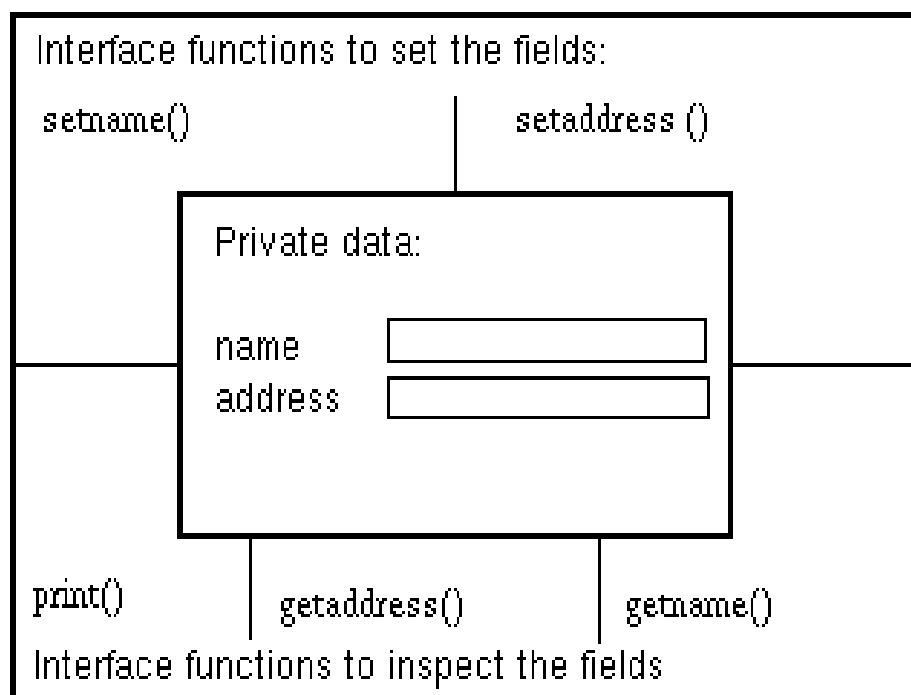 Interface functions to set the fields:
setname()
setaddress ()
Private data:
name
address
print()
getaddress()
getname()
Interface functions to inspect the fields